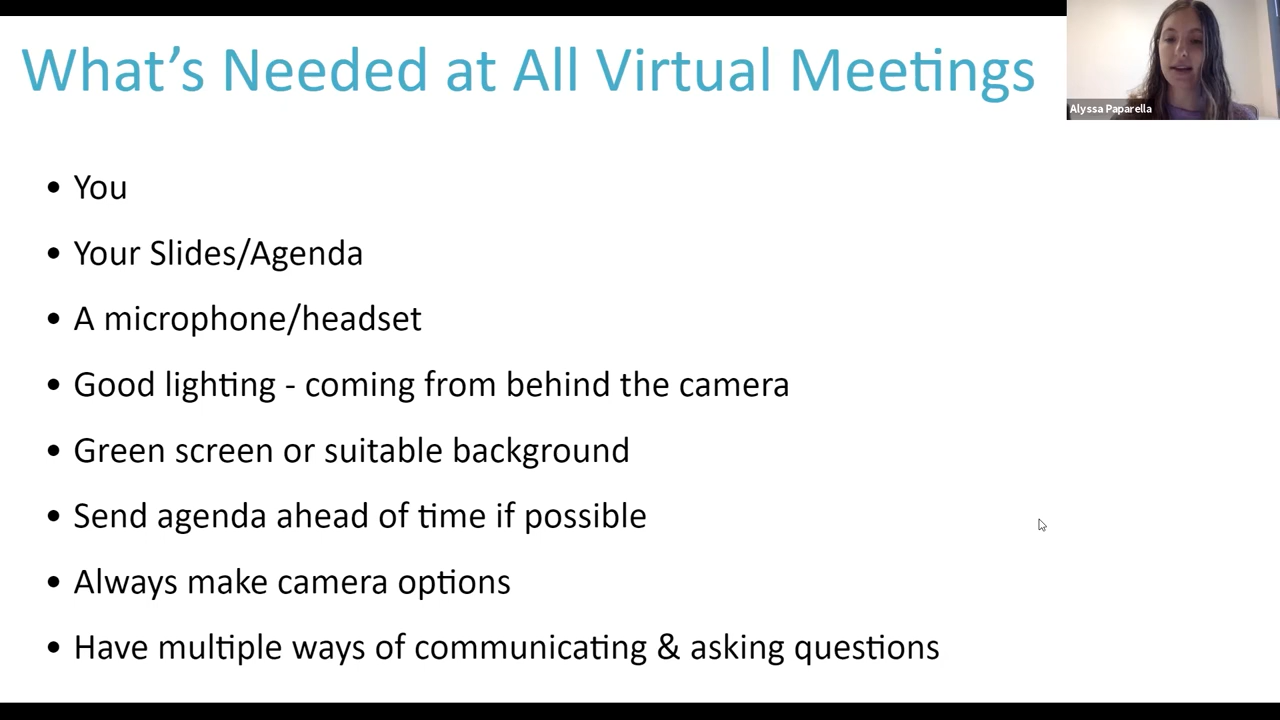 What's Needed at All Virtual Meetings
Alyssa Paparella
• You
• Your Slides/Agenda
• A microphone/headset
• Good lighting - coming from behind the camera
• Green screen or suitable background
• Send agenda ahead of time if possible
• Always make camera options
• Have multiple ways of communicating & asking questions